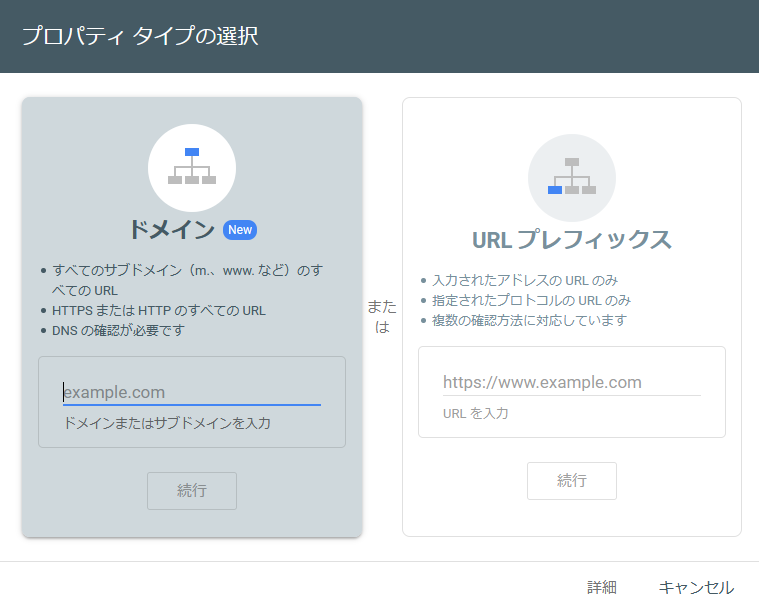 プロパティ タイプの選択
ドメイン New
すべてのサブドメイン（m.、www. など）のす
べての URL
HTTPS または HTTP のすべての URL
DNS の確認が必要です
example.com
ドメインまたはサブドメインを入力
続行
また
は
URL プレフィックス
入力されたアドレスの URL のみ
指定されたプロトコルの URL のみ
複数の確認方法に対応しています
https://www.example.com
URL を入力
続行
詳細
キャンセル